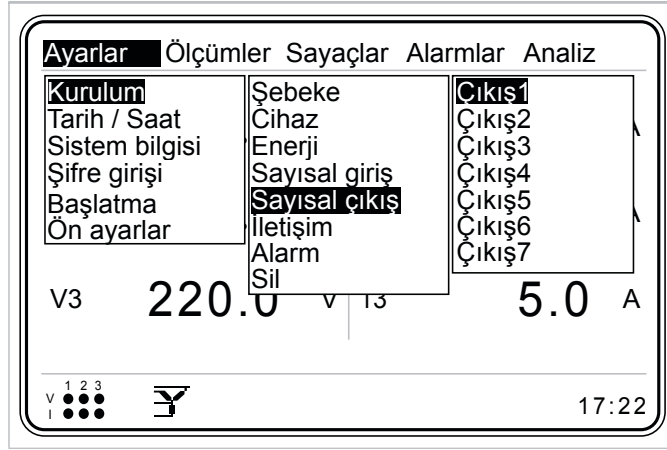 Ayarlar Ölçümler Sayaçlar Alarmlar Analiz
Kurulum
Tarih / Saat
Sistem bilgisi
Şifre girişi
Başlatma
Ön ayarlar
Şebeke
Cihaz
Enerji
Sayısal giriş
Sayısal çıkış
İletişim
Alarm
Sil
Çıkış1
Çıkış2
Çıkış3
Çıkış4
Çıkış5
Çıkış6
Çıkış7
V3 220.0 V I3 5.0 A
1 2 3
V
I
17:22